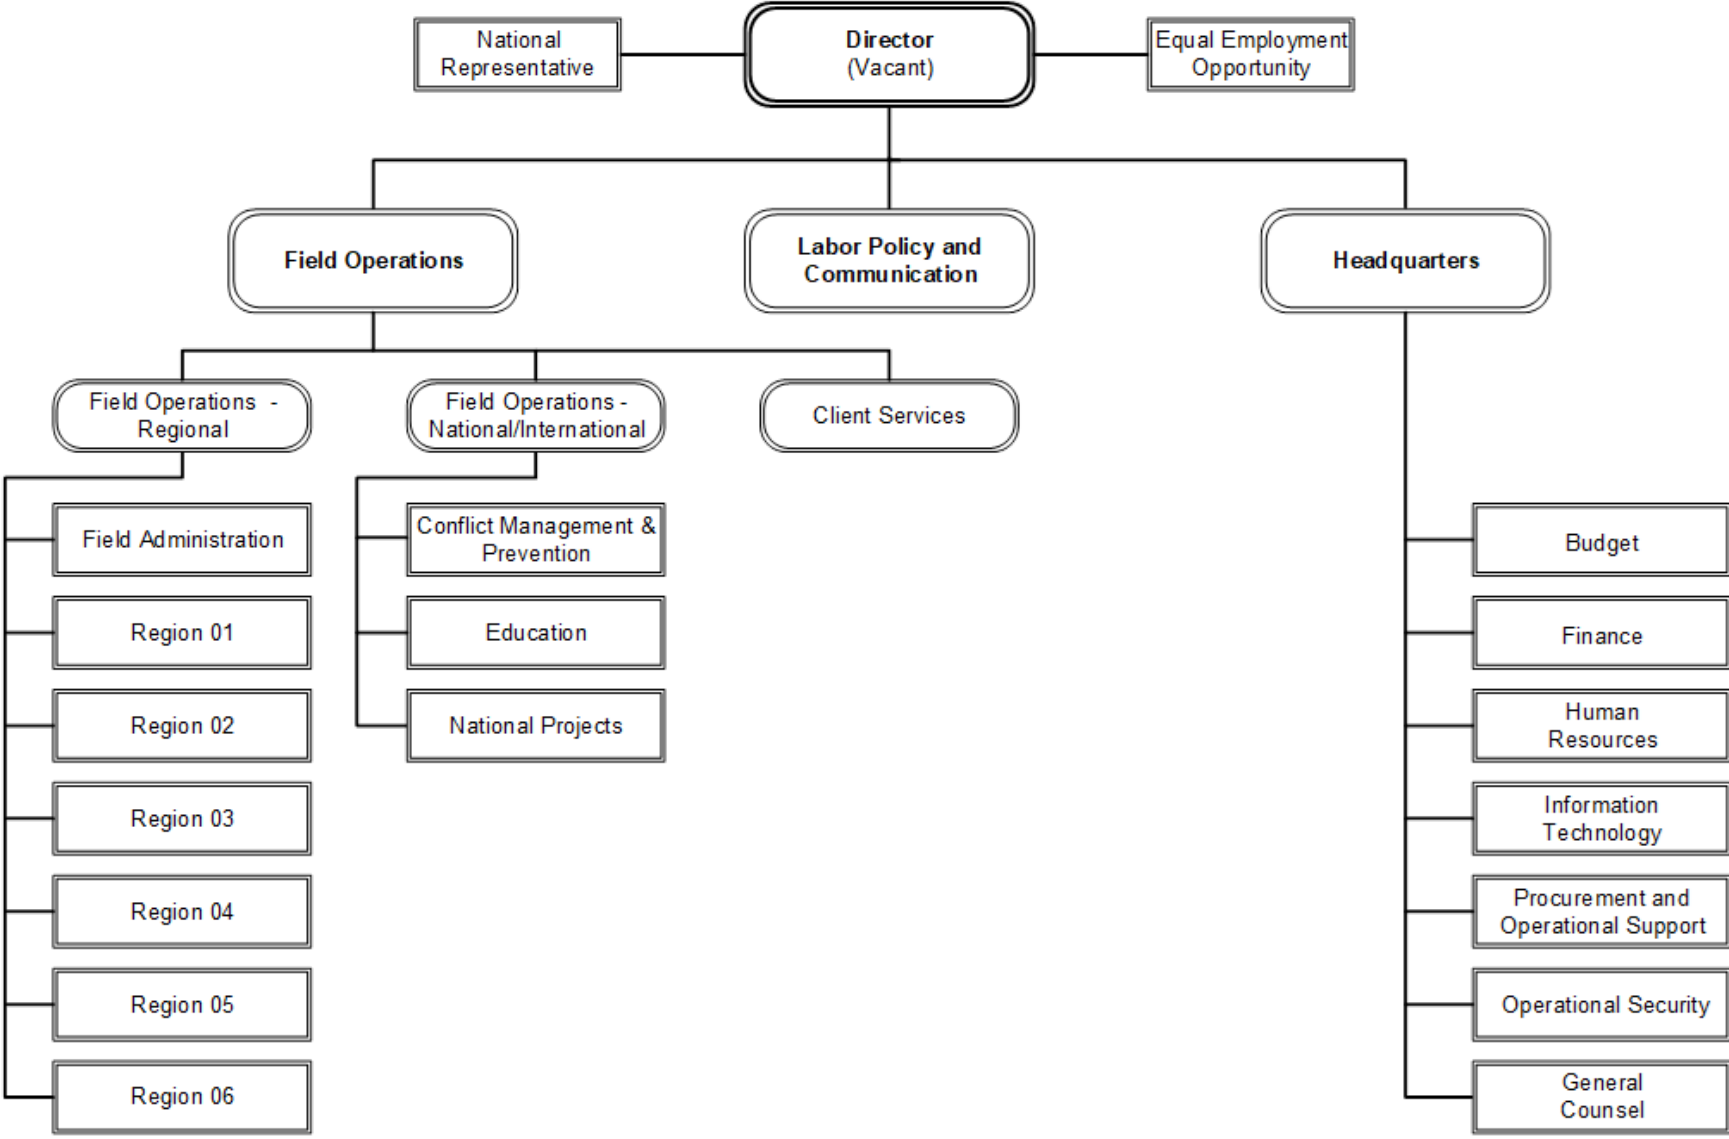 National
Representative
Director
(Vacant)
Equal Employment
Opportunity
Field Operations
Labor Policy and
Communication
Headquarters
Field Operations -
Regional
Field Operations -
National/International
Client Services
Field Administration
Region 01
Region 02
Region 03
Region 04
Region 05
Region 06
Conflict Management &
Prevention
Education
National Projects
Budget
Finance
Human
Resources
Information
Technology
Procurement and
Operational Support
Operational Security
General
Counsel